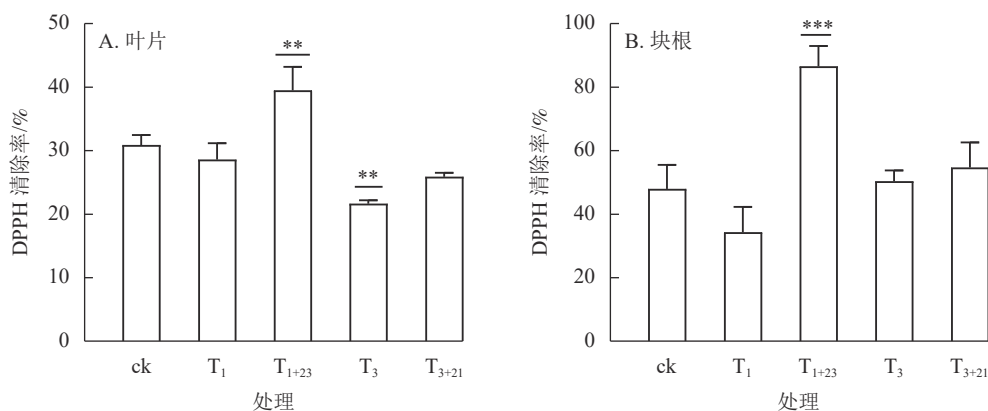 A. 叶片
**
**
50
40
30
20
10
0
DPPH 清除率/%
ck
T₁
T₁₊₂₃
T₃
T₃₊₂₁
处理
B. 块根
***
100
80
60
40
20
0
DPPH 清除率/%
ck
T₁
T₁₊₂₃
T₃
T₃₊₂₁
处理